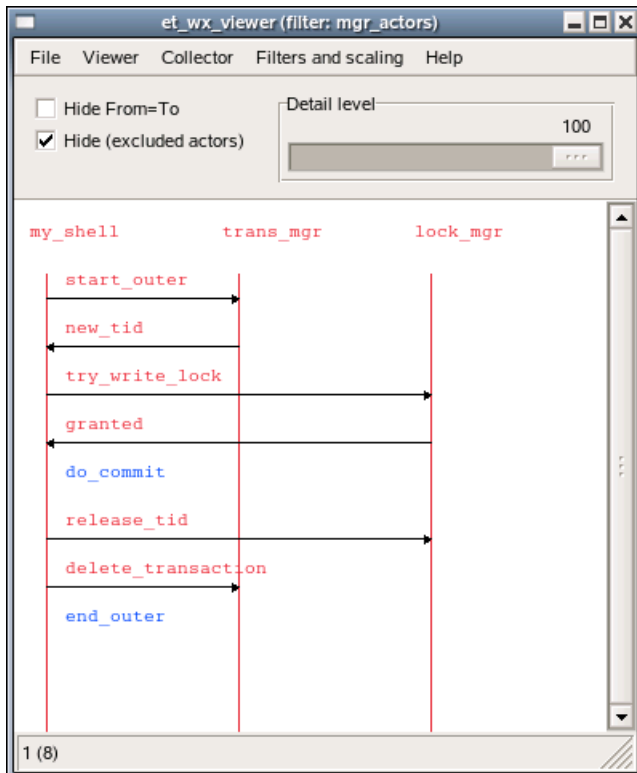 et_wx_viewer (filter: mgr_actors)
File Viewer Collector Filters and scaling Help
Hide From=To
Hide (excluded actors)
Detail level
100
my_shell trans_mgr lock_mgr
start_outer
new_tid
try_write_lock
granted
do_commit
release_tid
delete_transaction
end_outer
1 (8)